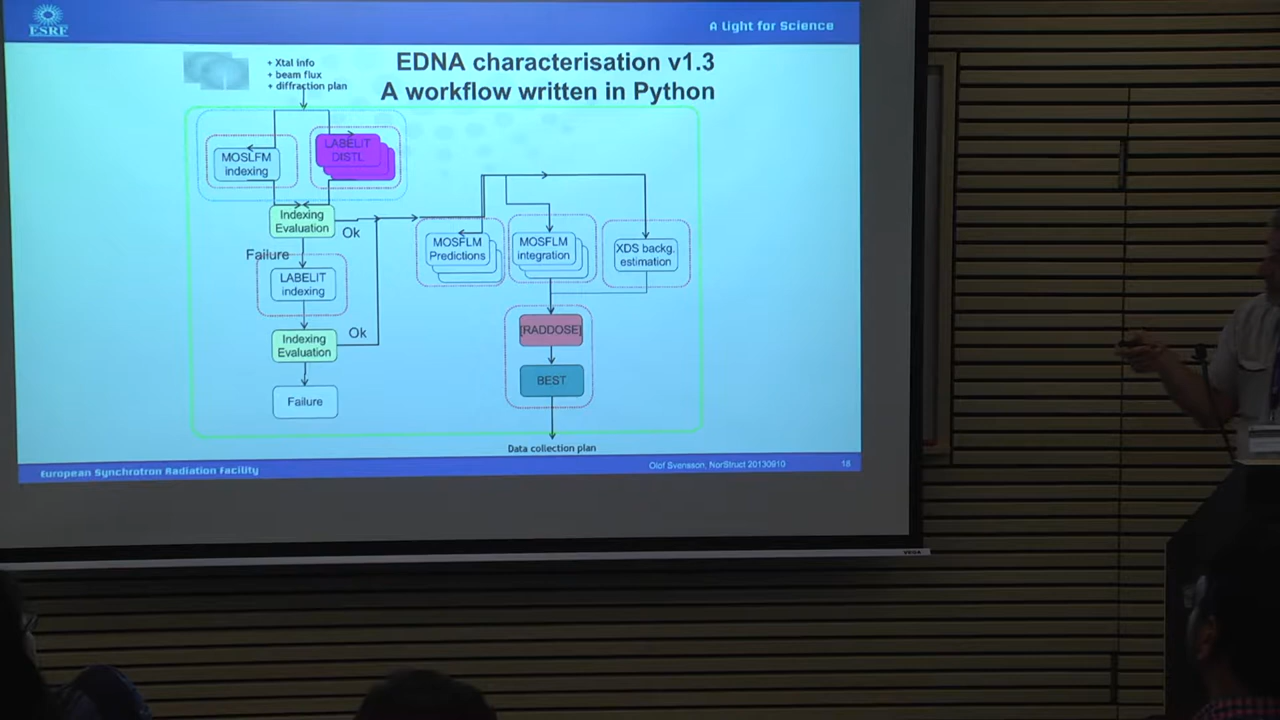 ESRF
A Light for Science
EDNA characterisation v1.3
A workflow written in Python
+ Xtal info
+ beam flux
+ diffraction plan
MOSLFM
indexing
LABELIT
DISTL
Indexing
Evaluation
Ok
Failure
LABELIT
indexing
Indexing
Evaluation
Ok
Failure
MOSFLM
Predictions
MOSFLM
integration
XDS backg.
estimation
[RADDOSE]
BEST
Data collection plan
European Synchrotron Radiation Facility
Olof Svensson, NorStruct 20130910
18